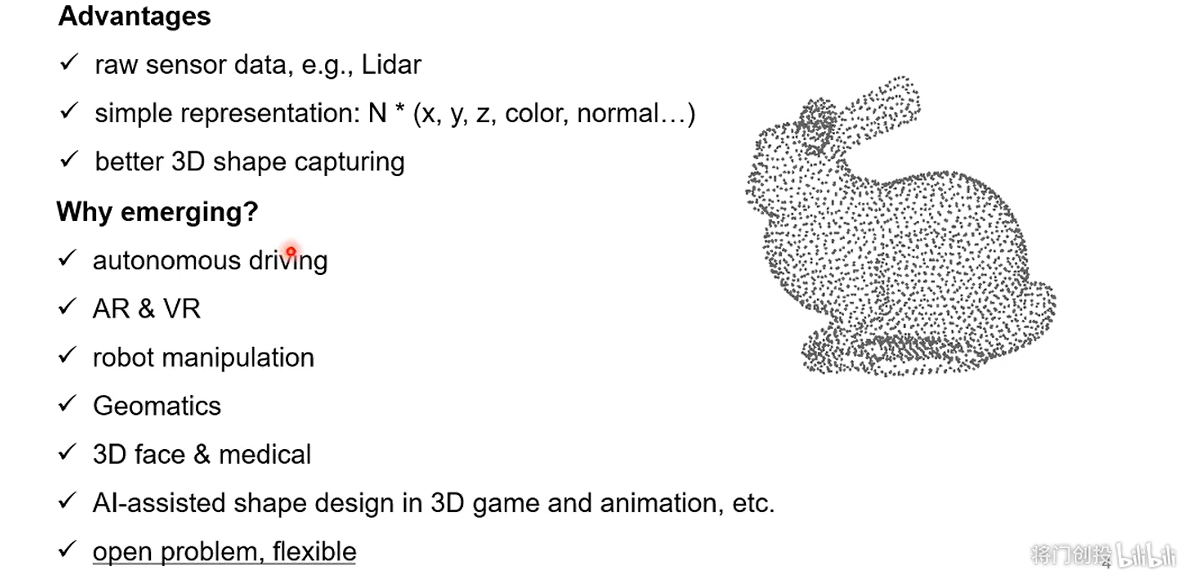 Advantages
✓ raw sensor data, e.g., Lidar
✓ simple representation: N * (x, y, z, color, normal…)
✓ better 3D shape capturing
Why emerging?
✓ autonomous driving
✓ AR & VR
✓ robot manipulation
✓ Geomatics
✓ 3D face & medical
✓ AI-assisted shape design in 3D game and animation, etc.
✓ open problem, flexible
将门创投 bilibili
4